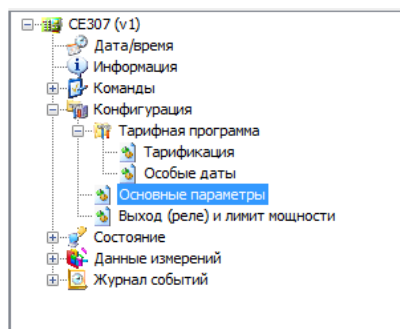 CE307 (v1)
Дата/время
Информация
Команды
Конфигурация
Тарифная программа
Тарификация
Особые даты
Основные параметры
Выход (реле) и лимит мощности
Состояние
Данные измерений
Журнал событий